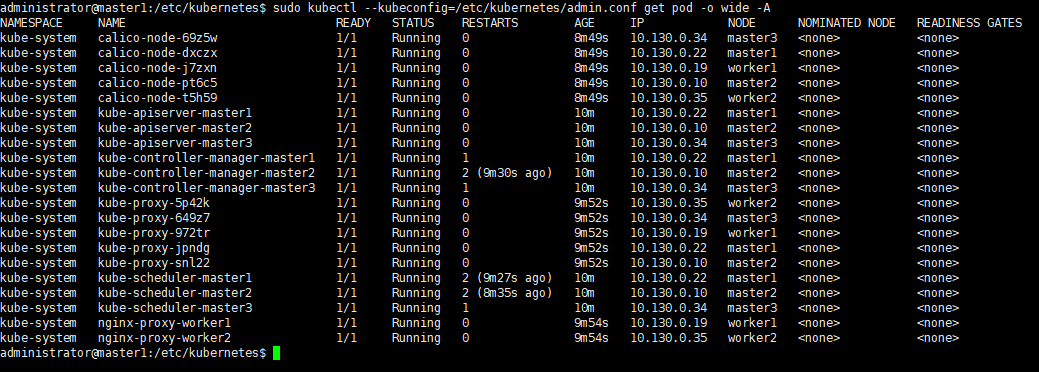 administrator@master1:/etc/kubernetes$ sudo kubectl --kubeconfig=/etc/kubernetes/admin.conf get pod -o wide -A
NAMESPACE NAME READY STATUS RESTARTS AGE IP NODE NOMINATED NODE READINESS GATES
kube-system calico-node-69z5w 1/1 Running 0 8m49s 10.130.0.34 master3 <none> <none>
kube-system calico-node-dxczx 1/1 Running 0 8m49s 10.130.0.22 master1 <none> <none>
kube-system calico-node-j7zxn 1/1 Running 0 8m49s 10.130.0.19 worker1 <none> <none>
kube-system calico-node-pt6c5 1/1 Running 0 8m49s 10.130.0.10 master2 <none> <none>
kube-system calico-node-t5h59 1/1 Running 0 8m49s 10.130.0.35 worker2 <none> <none>
kube-system kube-apiserver-master1 1/1 Running 0 10m 10.130.0.22 master1 <none> <none>
kube-system kube-apiserver-master2 1/1 Running 0 10m 10.130.0.10 master2 <none> <none>
kube-system kube-apiserver-master3 1/1 Running 0 10m 10.130.0.34 master3 <none> <none>
kube-system kube-controller-manager-master1 1/1 Running 1 10m 10.130.0.22 master1 <none> <none>
kube-system kube-controller-manager-master2 1/1 Running 2 (9m30s ago) 10m 10.130.0.10 master2 <none> <none>
kube-system kube-controller-manager-master3 1/1 Running 1 10m 10.130.0.34 master3 <none> <none>
kube-system kube-proxy-5p42k 1/1 Running 0 9m52s 10.130.0.35 worker2 <none> <none>
kube-system kube-proxy-649z7 1/1 Running 0 9m52s 10.130.0.34 master3 <none> <none>
kube-system kube-proxy-972tr 1/1 Running 0 9m52s 10.130.0.19 worker1 <none> <none>
kube-system kube-proxy-jpndg 1/1 Running 0 9m52s 10.130.0.22 master1 <none> <none>
kube-system kube-proxy-snl22 1/1 Running 0 9m52s 10.130.0.10 master2 <none> <none>
kube-system kube-scheduler-master1 1/1 Running 2 (9m27s ago) 10m 10.130.0.22 master1 <none> <none>
kube-system kube-scheduler-master2 1/1 Running 2 (8m35s ago) 10m 10.130.0.10 master2 <none> <none>
kube-system kube-scheduler-master3 1/1 Running 1 10m 10.130.0.34 master3 <none> <none>
kube-system nginx-proxy-worker1 1/1 Running 0 9m54s 10.130.0.19 worker1 <none> <none>
kube-system nginx-proxy-worker2 1/1 Running 0 9m54s 10.130.0.35 worker2 <none> <none>
administrator@master1:/etc/kubernetes$